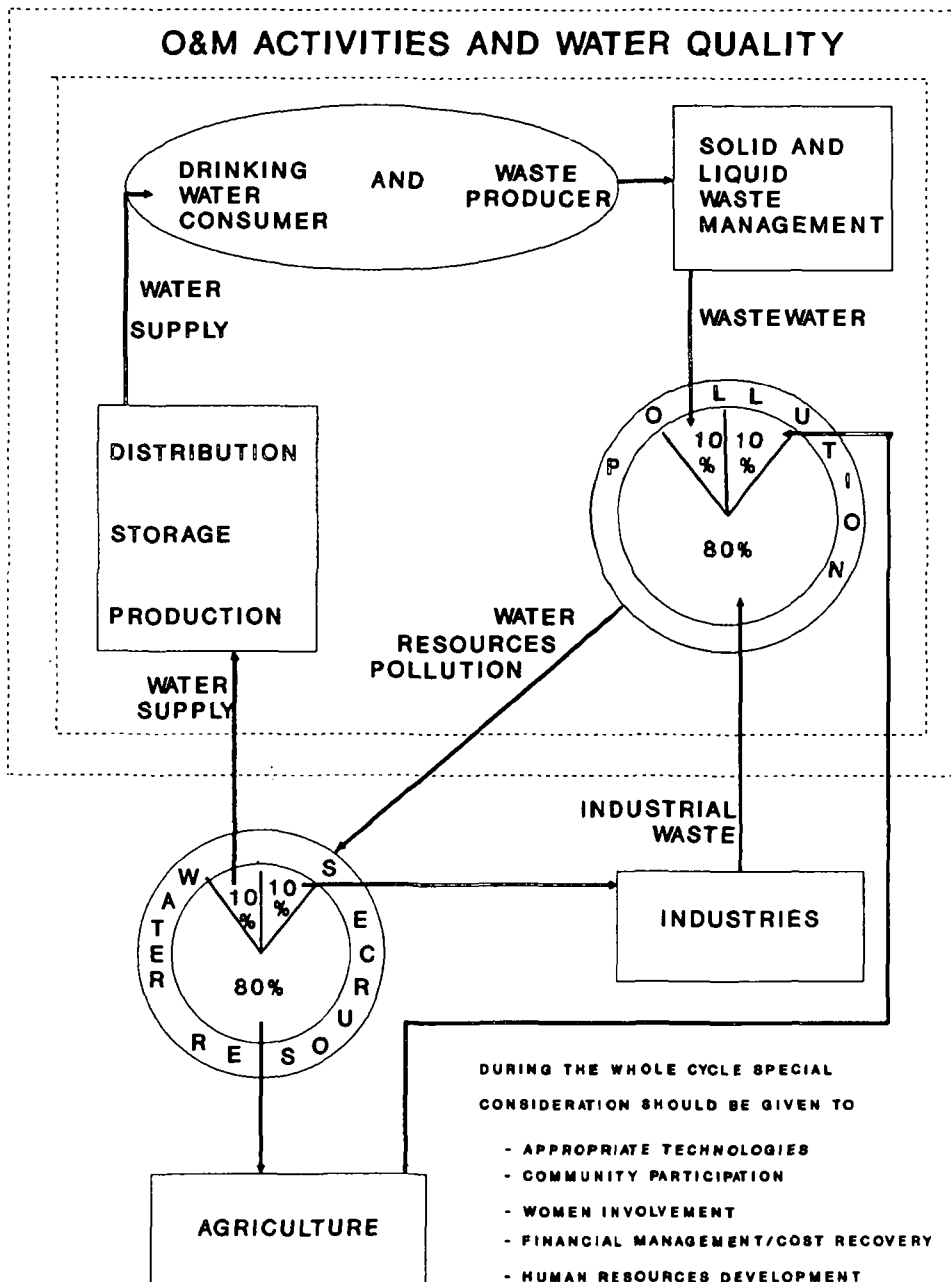 O&M ACTIVITIES AND WATER QUALITY
DRINKING
WATER
CONSUMER
AND
WASTE
PRODUCER
SOLID AND
LIQUID
WASTE
MANAGEMENT
WATER
SUPPLY
WASTEWATER
DISTRIBUTION
STORAGE
PRODUCTION
POLLUTION
10
%
10
%
80%
WATER
RESOURCES
POLLUTION
WATER
SUPPLY
INDUSTRIAL
WASTE
WATER RESOURCES
10
%
10
%
80%
INDUSTRIES
AGRICULTURE
DURING THE WHOLE CYCLE SPECIAL
CONSIDERATION SHOULD BE GIVEN TO
- APPROPRIATE TECHNOLOGIES
- COMMUNITY PARTICIPATION
- WOMEN INVOLVEMENT
- FINANCIAL MANAGEMENT/COST RECOVERY
- HUMAN RESOURCES DEVELOPMENT